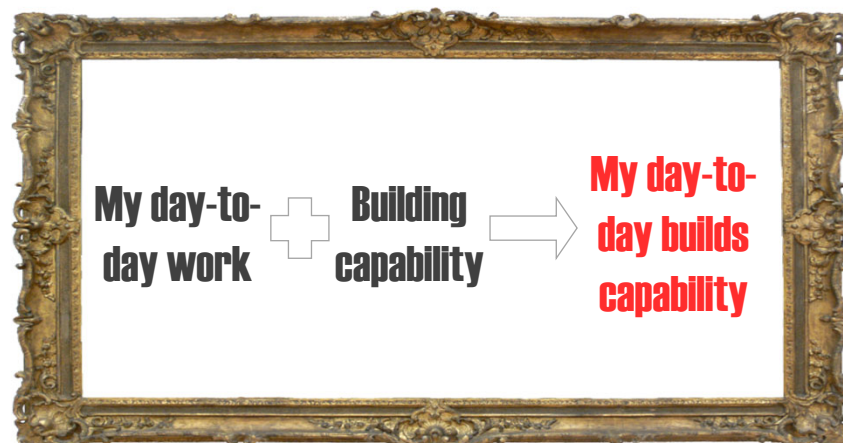 My day-to-
day work
Building
capability
My day-to-
day builds
capability